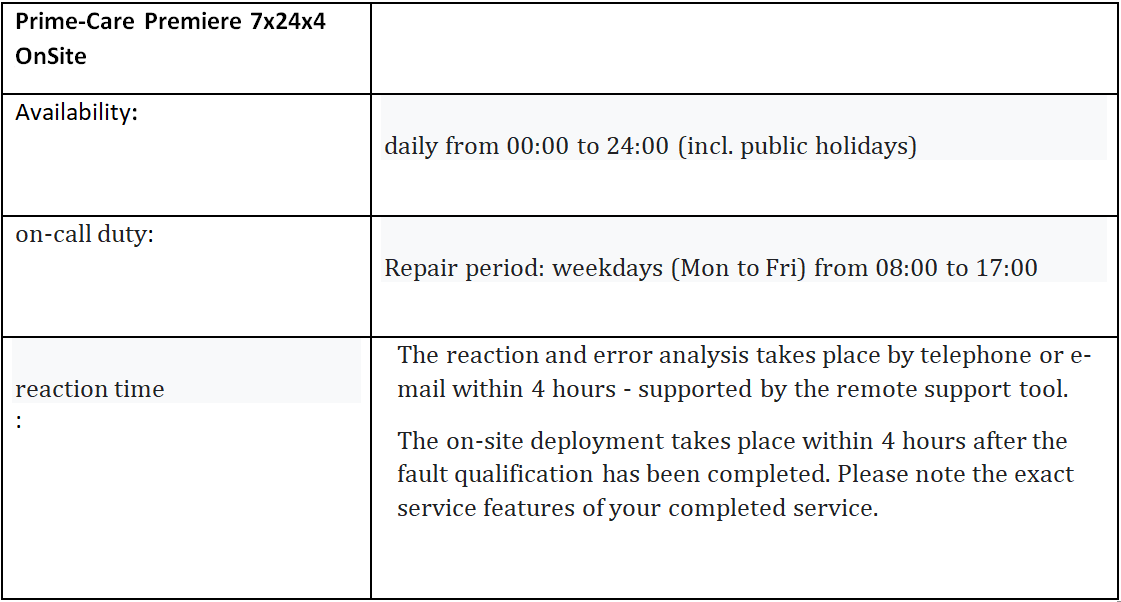 Prime-Care Premiere 7x24x4
OnSite
Availability:
daily from 00:00 to 24:00 (incl. public holidays)
on-call duty:
Repair period: weekdays (Mon to Fri) from 08:00 to 17:00
reaction time
:
The reaction and error analysis takes place by telephone or e-
mail within 4 hours - supported by the remote support tool.
The on-site deployment takes place within 4 hours after the
fault qualification has been completed. Please note the exact
service features of your completed service.